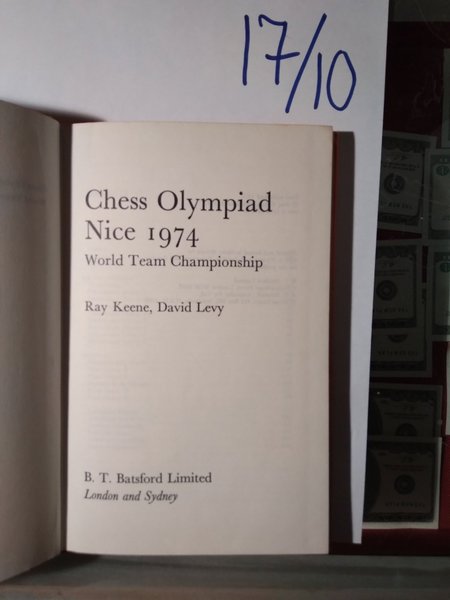 17/10
Chess Olympiad
Nice 1974
World Team Championship
Ray Keene, David Levy
B. T. Batsford Limited
London and Sydney